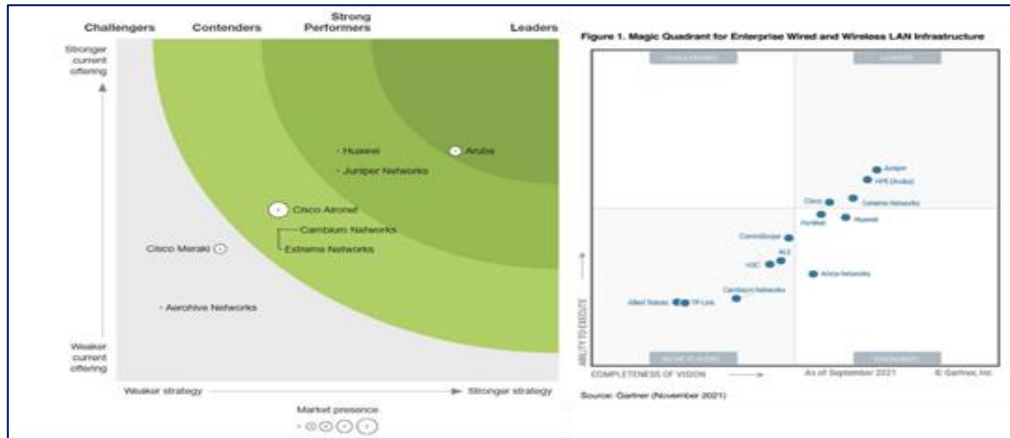 Challengers
Contenders
Strong
Performers
Leaders
Stronger
current
offering
Huawei
Aruba
Juniper Networks
Cisco Aironet
Cambium Networks
Cisco Meraki
Extreme Networks
Aerohive Networks
Weaker
current
offering
Weaker strategy
Stronger strategy
Market presence
Figure 1. Magic Quadrant for Enterprise Wired and Wireless LAN Infrastructure
CHALLENGERS
LEADERS
Juniper
HPE (Aruba)
Cisco
Extreme Networks
Fortinet
Huawei
CommScope
ALE
H3C
Arista Networks
Cambium Networks
Allied Telesis
TP-Link
ABILITY TO EXECUTE
NICHE PLAYERS
VISIONARIES
COMPLETENESS OF VISION
As of September 2021
© Gartner, Inc
Source: Gartner (November 2021)